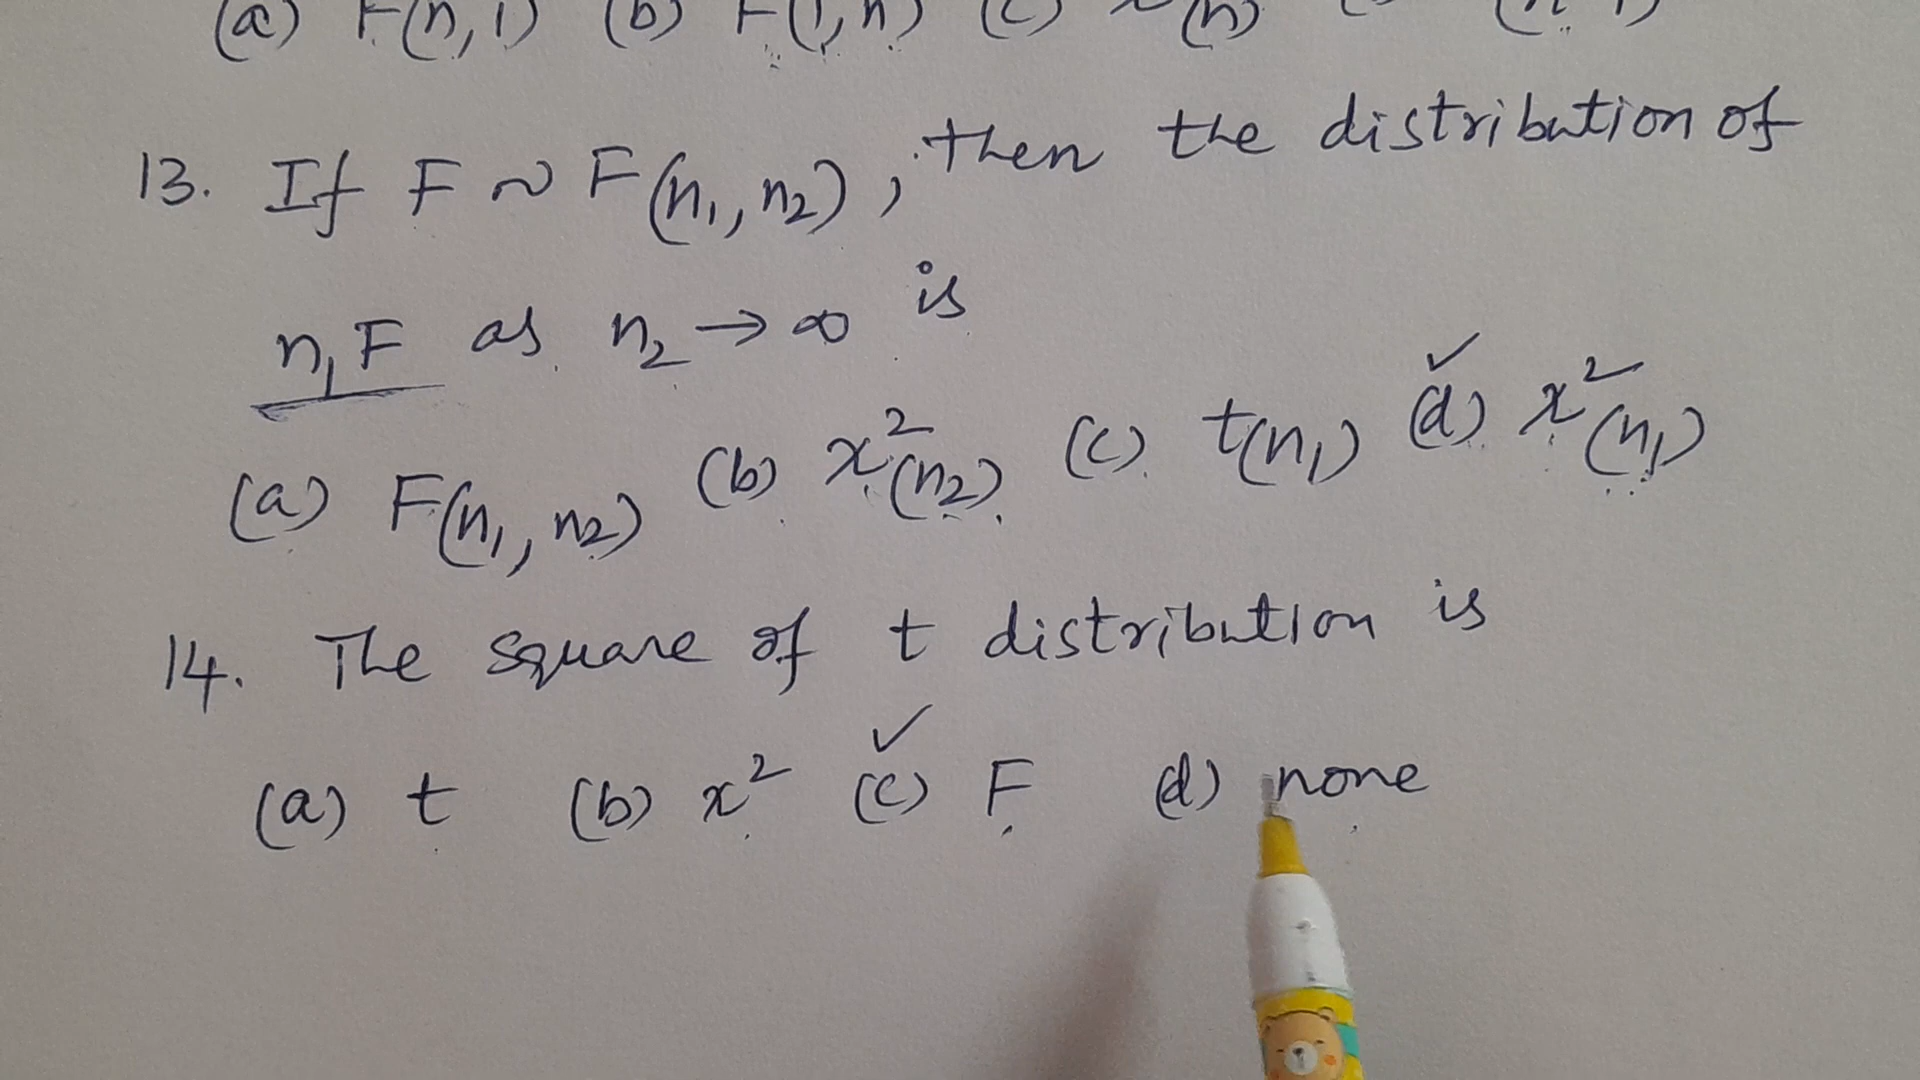 (a) F(n,1) (b) F(1,n) (c)
13. If F ~ F(n₁, n₂), then the distribution of
n₁F as n₂ → ∞ is
(a) F(n₁, n₂) (b) χ²(n₂) (c) t(n₁) ✓(d) χ²(n₁)
14. The square of t distribution is
(a) t (b) χ² ✓(c) F (d) none